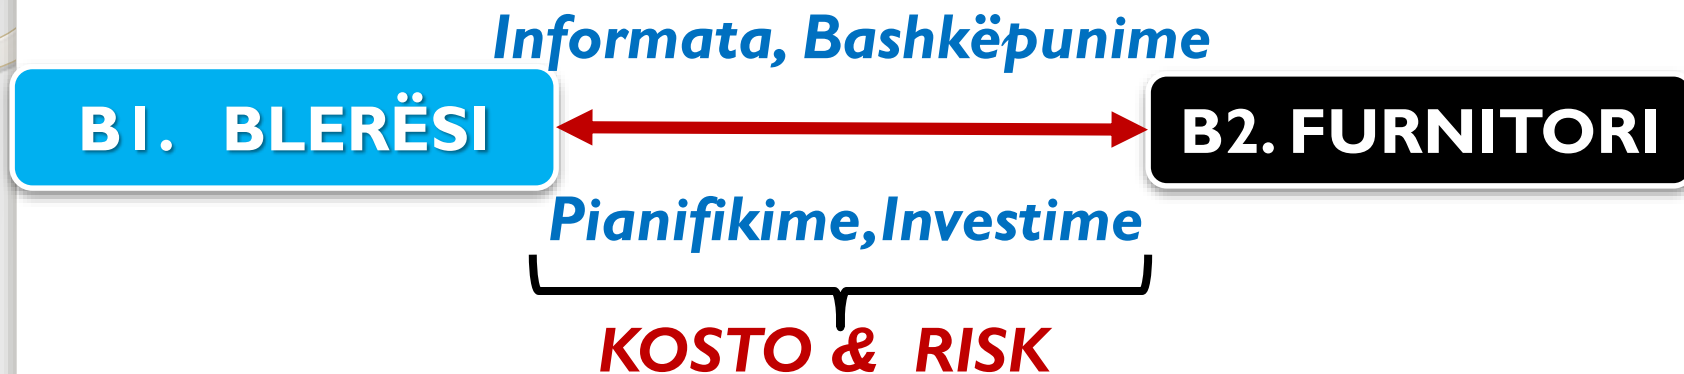 Informata, Bashkëpunime
B1. BLERËSI
B2. FURNITORI
Pianifikime,Investime
KOSTO & RISK